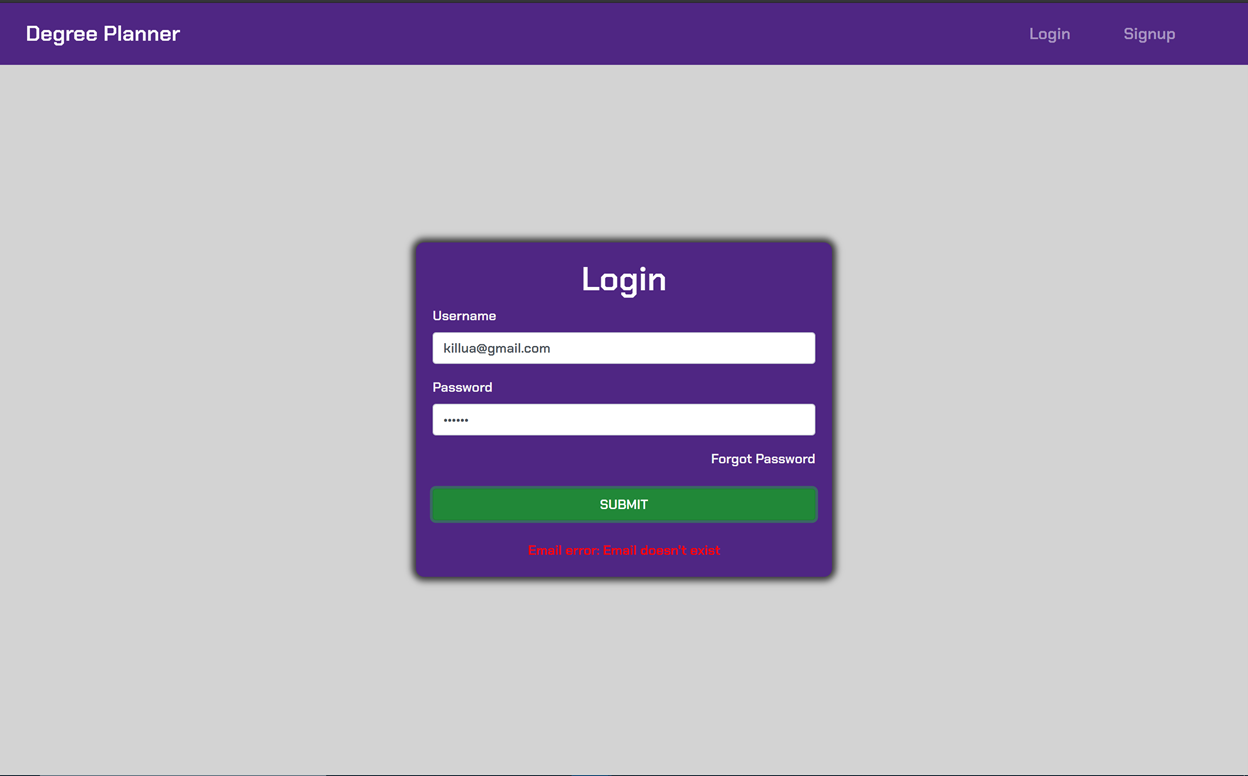 Degree Planner
Login Signup
Login
Username
killua@gmail.com
Password
••••••
Forgot Password
SUBMIT
Email error: Email doesn't exist